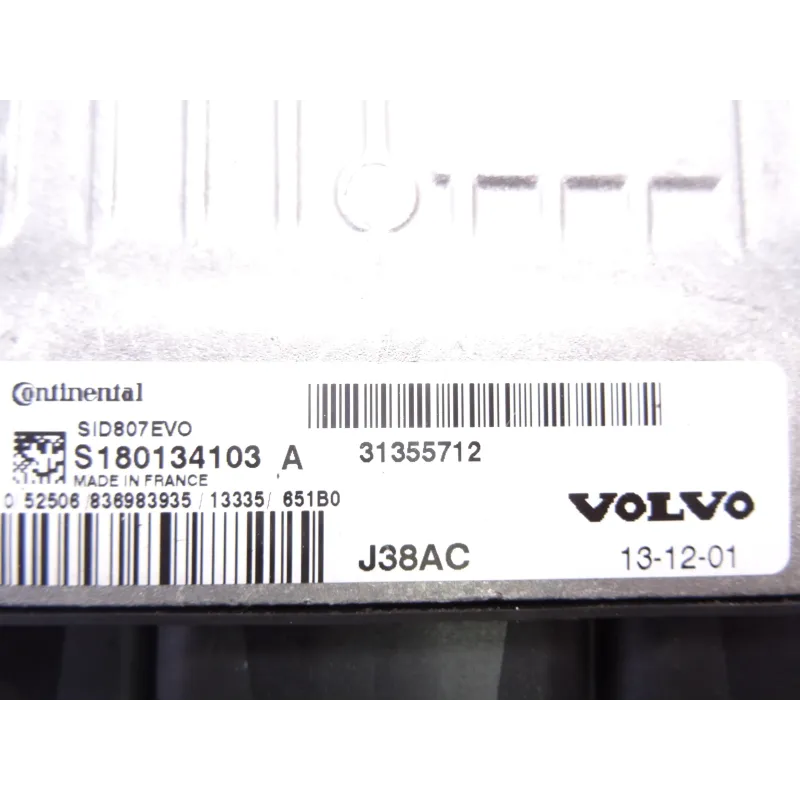 Continental
SID807EVO
S180134103 A
31355712
MADE IN FRANCE
0 52506/836983935/13335/651B0
VOLVO
J38AC
13-12-01